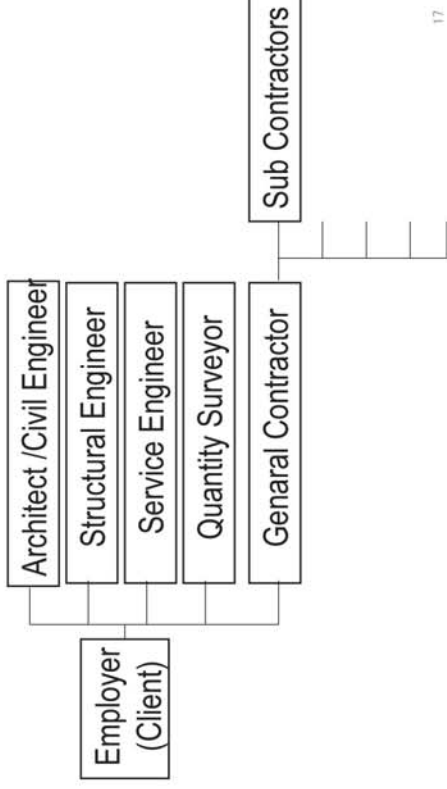 Employer
(Client)
Architect /Civil Engineer
Structural Engineer
Service Engineer
Quantity Surveyor
Genaral Contractor
Sub Contractors
17